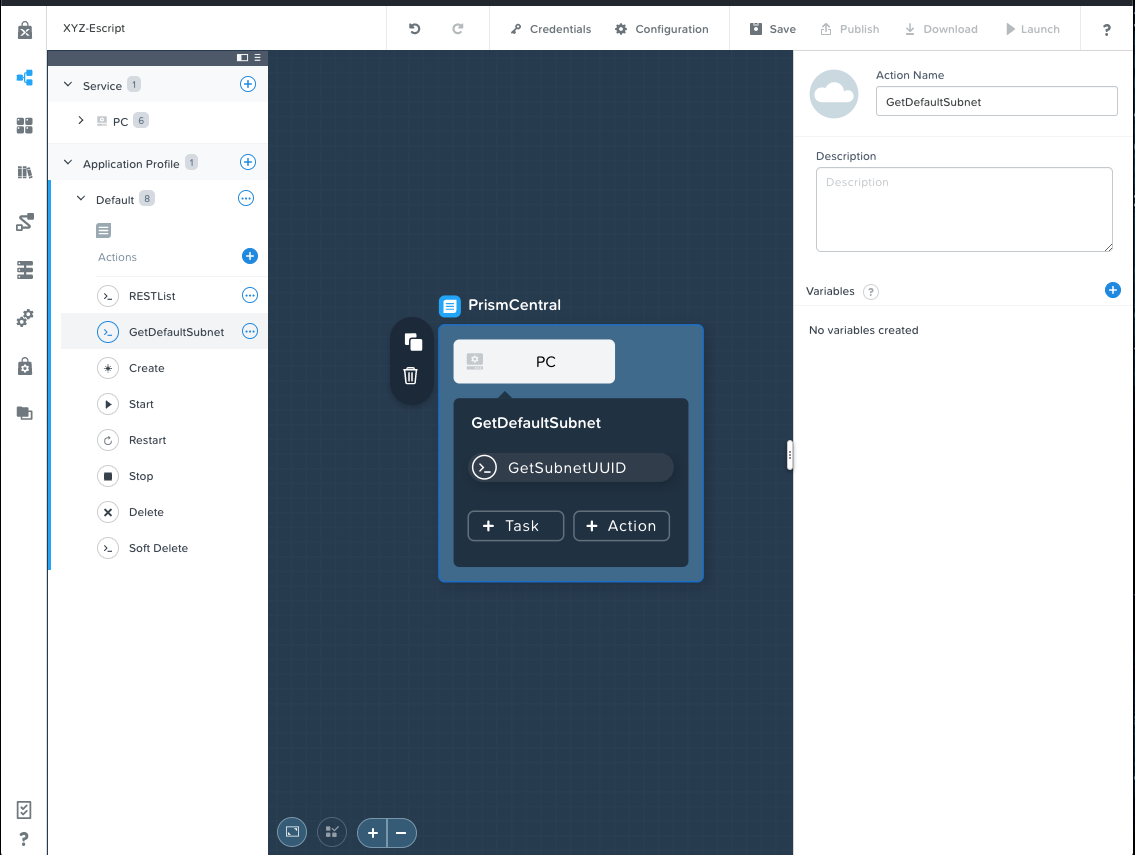 XYZ-Escript
Credentials
Configuration
Save
Publish
Download
Launch
?
Service 1
PC 6
Application Profile 1
Default 8
Actions
RESTList
GetDefaultSubnet
Create
Start
Restart
Stop
Delete
Soft Delete
?
PrismCentral
PC
GetDefaultSubnet
GetSubnetUUID
+ Task
+ Action
Action Name
GetDefaultSubnet
Description
Description
Variables ?
No variables created